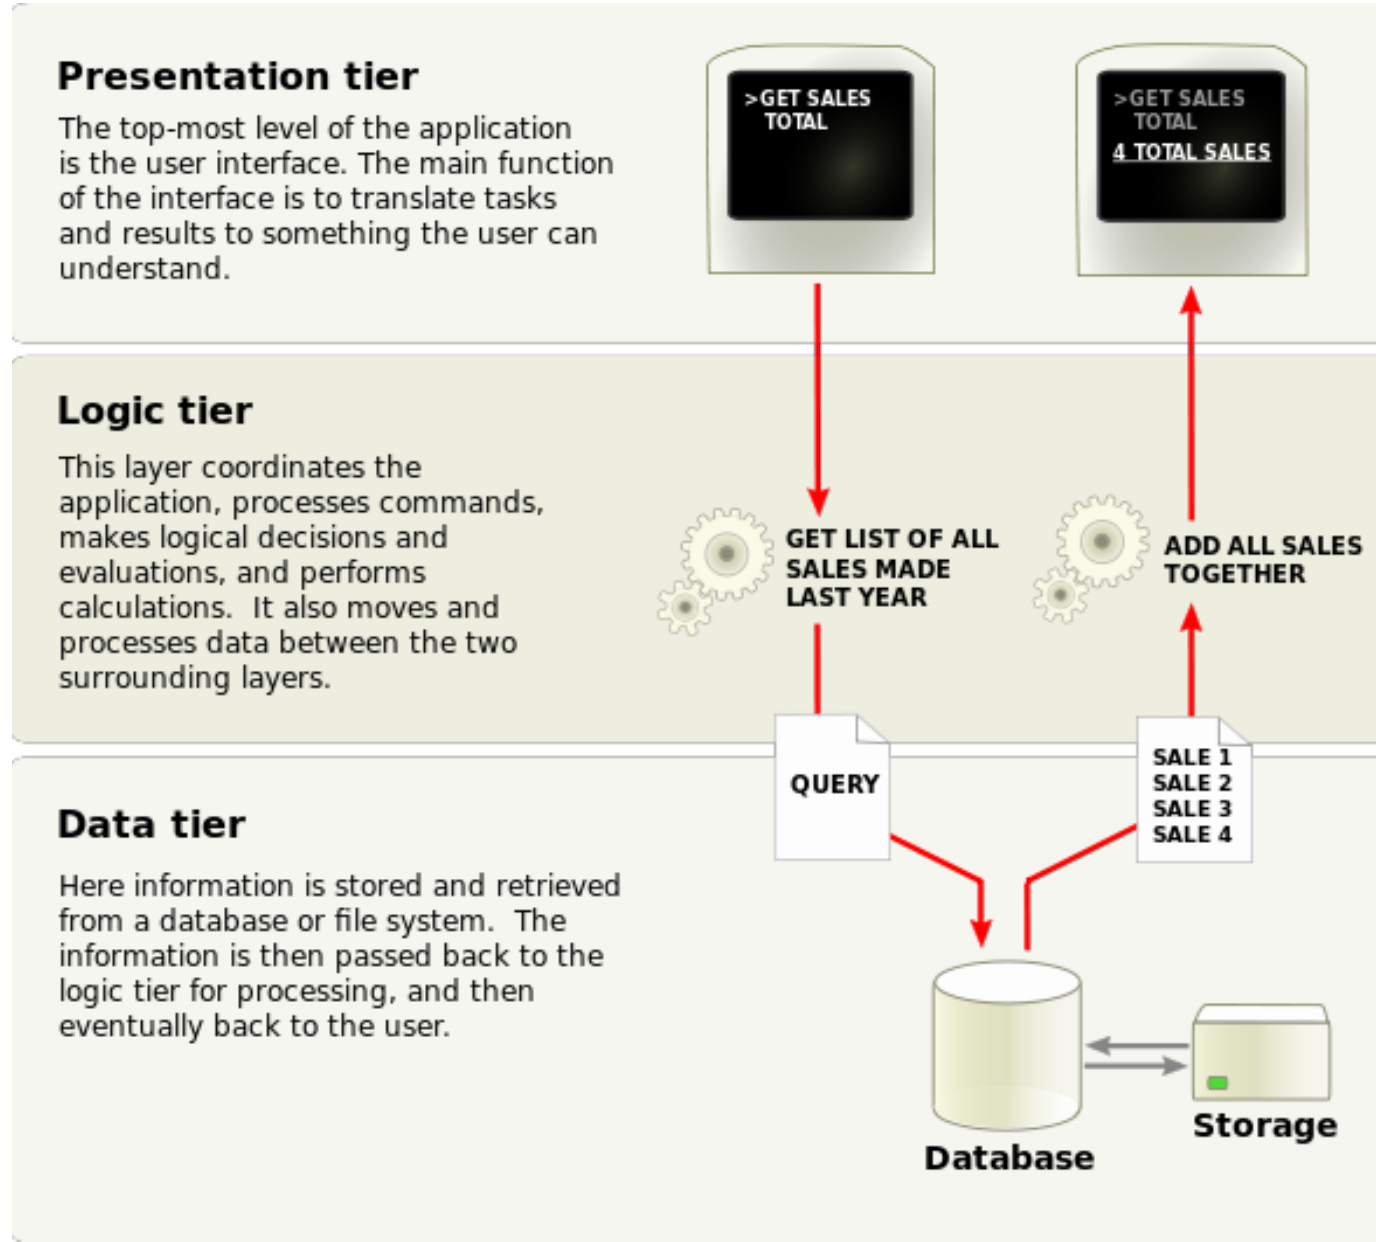 Presentation tier
The top-most level of the application
is the user interface. The main function
of the interface is to translate tasks
and results to something the user can
understand.
>GET SALES
TOTAL
>GET SALES
TOTAL
4 TOTAL SALES
Logic tier
This layer coordinates the
application, processes commands,
makes logical decisions and
evaluations, and performs
calculations.  It also moves and
processes data between the two
surrounding layers.
GET LIST OF ALL
SALES MADE
LAST YEAR
ADD ALL SALES
TOGETHER
QUERY
SALE 1
SALE 2
SALE 3
SALE 4
Data tier
Here information is stored and retrieved
from a database or file system.  The
information is then passed back to the
logic tier for processing, and then
eventually back to the user.
Database
Storage